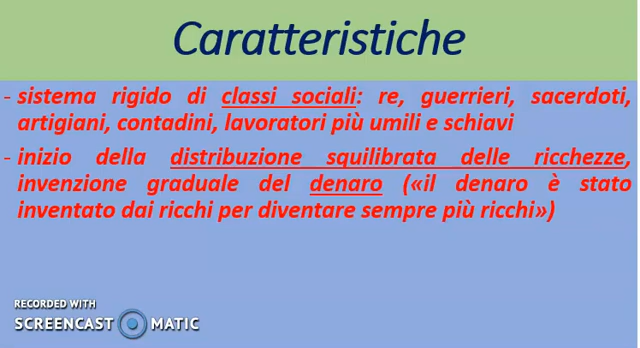 Caratteristiche
- sistema rigido di classi sociali: re, guerrieri, sacerdoti,
artigiani, contadini, lavoratori più umili e schiavi
- inizio della distribuzione squilibrata delle ricchezze,
invenzione graduale del denaro («il denaro è stato
inventato dai ricchi per diventare sempre più ricchi»)
RECORDED WITH
SCREENCAST MATIC